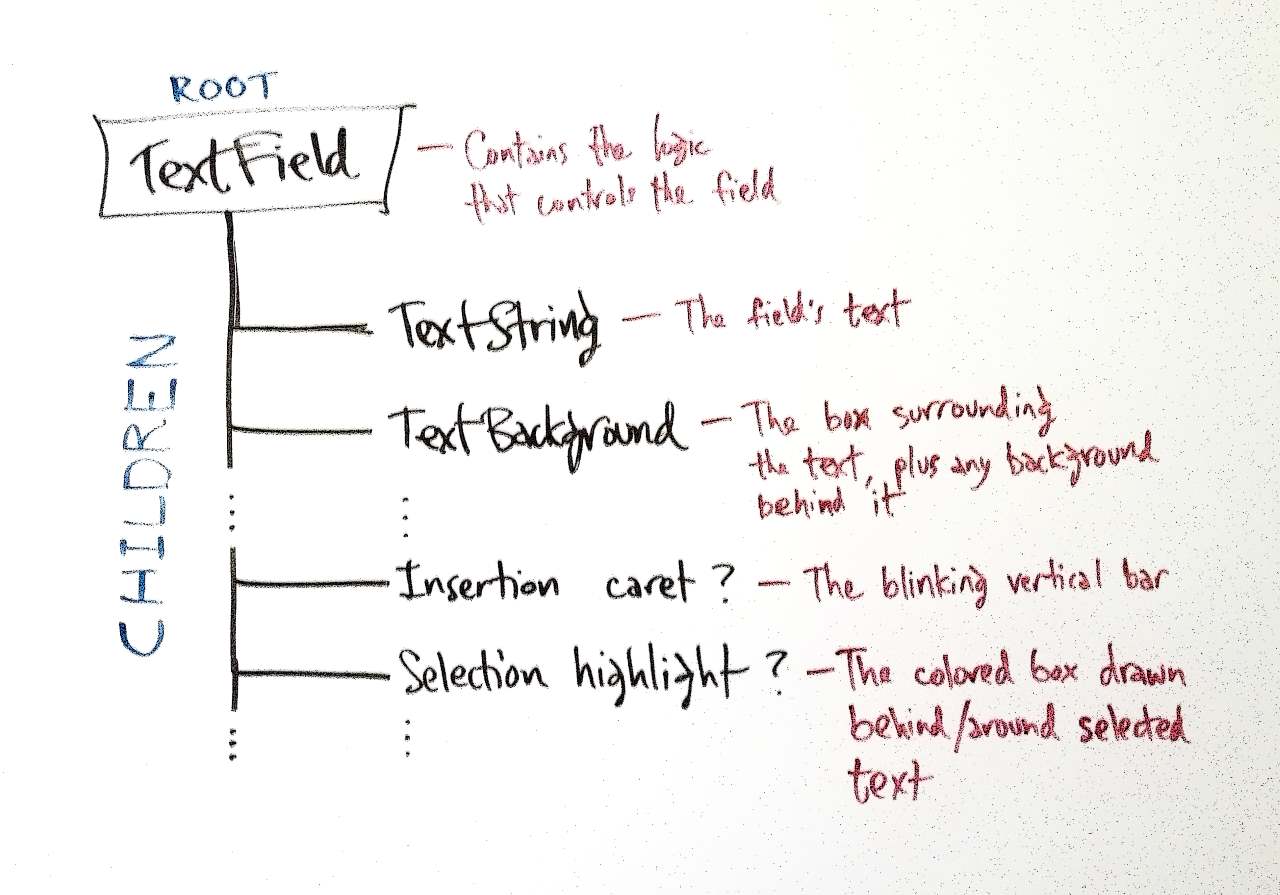 ROOT
TextField — Contains the logic
that controls the field
CHILDREN
TextString — The field's text
TextBackground — The box surrounding
the text, plus any background
behind it
Insertion caret? — The blinking vertical bar
Selection highlight? — The colored box drawn
behind/around selected
text